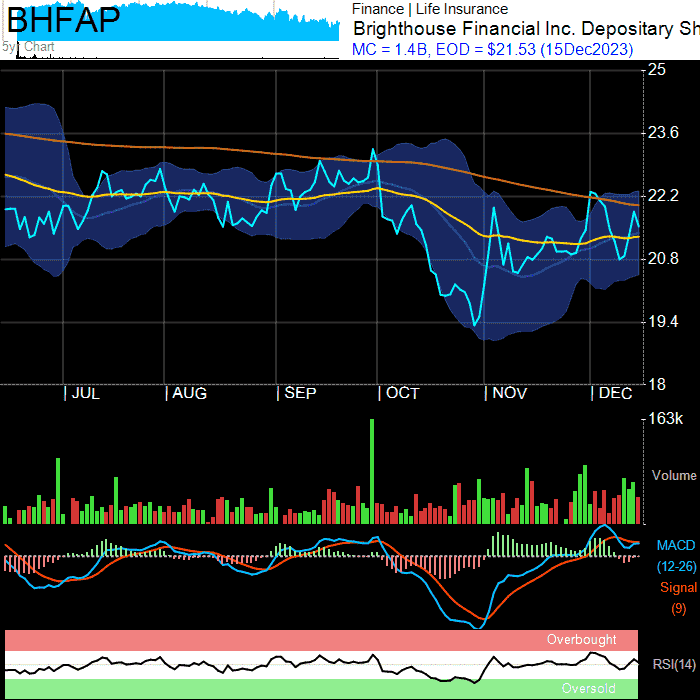 BHFAP
Finance | Life Insurance
Brighthouse Financial Inc. Depositary Sh
MC = 1.4B, EOD = $21.53 (15Dec2023)
5yr Chart
25
23.6
22.2
20.8
19.4
18
JUL AUG SEP OCT NOV DEC
163k
Volume
MACD
(12-26)
Signal
(9)
Overbought
RSI(14)
Oversold